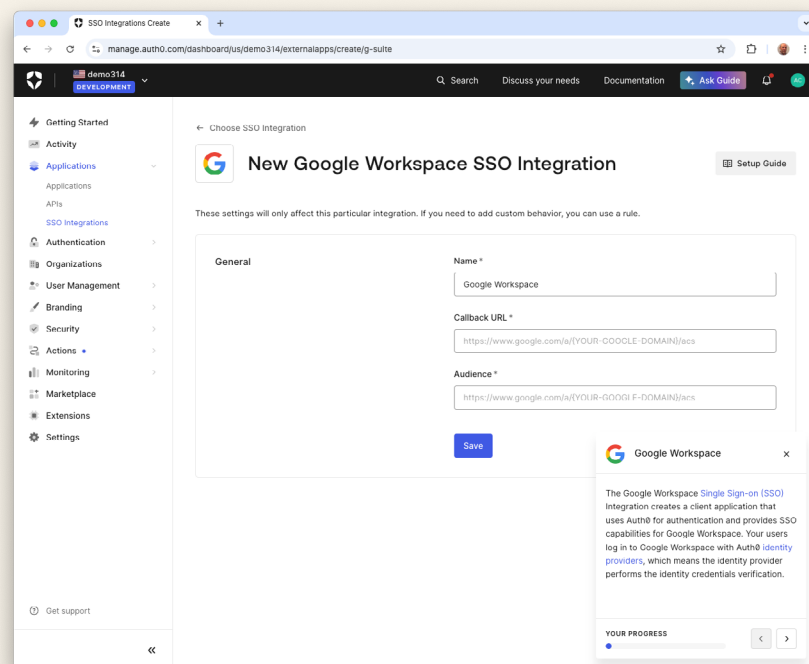 SSO Integrations Create
manage.auth0.com/dashboard/us/demo314/externalapps/create/g-suite
demo314
DEVELOPMENT
Search
Discuss your needs
Documentation
Ask Guide
AC
Getting Started
Activity
Applications
Applications
APIs
SSO Integrations
Authentication
Organizations
User Management
Branding
Security
Actions
Monitoring
Marketplace
Extensions
Settings
Get support
← Choose SSO Integration
New Google Workspace SSO Integration
Setup Guide
These settings will only affect this particular integration. If you need to add custom behavior, you can use a rule.
General
Name *
Google Workspace
Callback URL *
https://www.google.com/a/{YOUR-GOOGLE-DOMAIN}/acs
Audience *
https://www.google.com/a/{YOUR-GOOGLE-DOMAIN}/acs
Save
Google Workspace
The Google Workspace Single Sign-on (SSO)
Integration creates a client application that
uses Auth0 for authentication and provides SSO
capabilities for Google Workspace. Your users
log in to Google Workspace with Auth0 identity
providers, which means the identity provider
performs the identity credentials verification.
YOUR PROGRESS